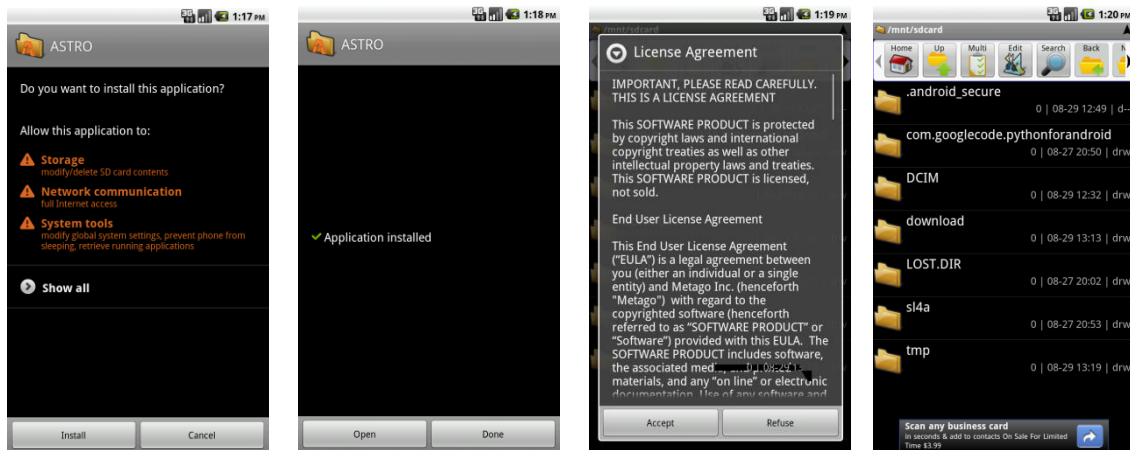 3G 1:17 PM
ASTRO
Do you want to install this application?
Allow this application to:
Storage
modify/delete SD card contents
Network communication
full Internet access
System tools
modify global system settings, prevent phone from
sleeping, retrieve running applications
Show all
Install
Cancel
3G 1:18 PM
ASTRO
Application installed
Open
Done
3G 1:19 PM
/mnt/sdcard
License Agreement
IMPORTANT, PLEASE READ CAREFULLY.
THIS IS A LICENSE AGREEMENT
This SOFTWARE PRODUCT is protected
by copyright laws and international
copyright treaties as well as other
intellectual property laws and treaties.
This SOFTWARE PRODUCT is licensed,
not sold.
End User License Agreement
This End User License Agreement
(“EULA”) is a legal agreement between
you (either an individual or a single
entity) and Metago Inc. (henceforth
"Metago") with regard to the
copyrighted software (henceforth
referred to as “SOFTWARE PRODUCT” or
“Software”) provided with this EULA. The
SOFTWARE PRODUCT includes software,
the associated
materials, and any “on line” or electronic
documentation. Use of any software and
Accept
Refuse
3G 1:20 PM
/mnt/sdcard
Home
Up
Multi
Edit
Search
Back
N
.android_secure
0 | 08-29 12:49 | d--
com.googlecode.pythonforandroid
0 | 08-27 20:50 | drw
DCIM
0 | 08-29 12:32 | drw
download
0 | 08-29 13:13 | drw
LOST.DIR
0 | 08-27 20:02 | drw
sl4a
0 | 08-27 20:53 | drw
tmp
0 | 08-29 13:19 | drw
Scan any business card
in seconds & add to contacts On Sale For Limited
Time $3.99